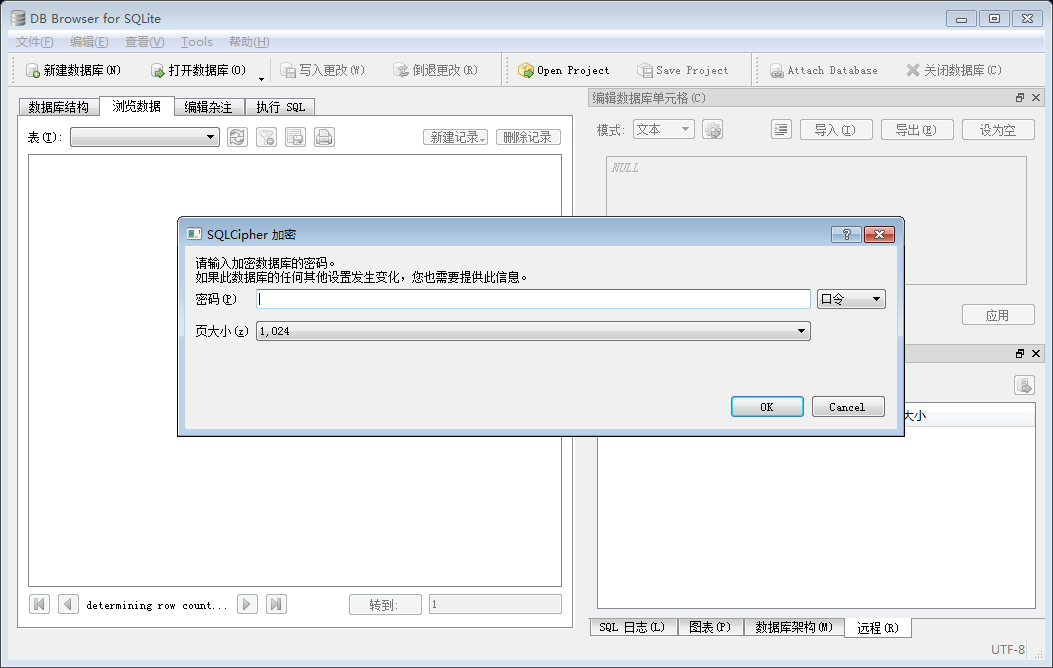 DB Browser for SQLite
文件(F) 编辑(E) 查看(V) Tools 帮助(H)
新建数据库(N) 打开数据库(O) 写入更改(W) 倒退更改(R) Open Project Save Project Attach Database 关闭数据库(C)
数据库结构 浏览数据 编辑杂注 执行 SQL
表(T): 新建记录 删除记录
编辑数据库单元格(C)
模式: 文本 导入(I) 导出(E) 设为空
NULL
SQLCipher 加密
请输入加密数据库的密码。
如果此数据库的任何其他设置发生变化，您也需要提供此信息。
密码(P) 口令
页大小(z) 1,024
OK Cancel
应用
大小
determining row count... 转到: 1
SQL 日志(L) 图表(P) 数据库架构(M) 远程(R)
UTF-8